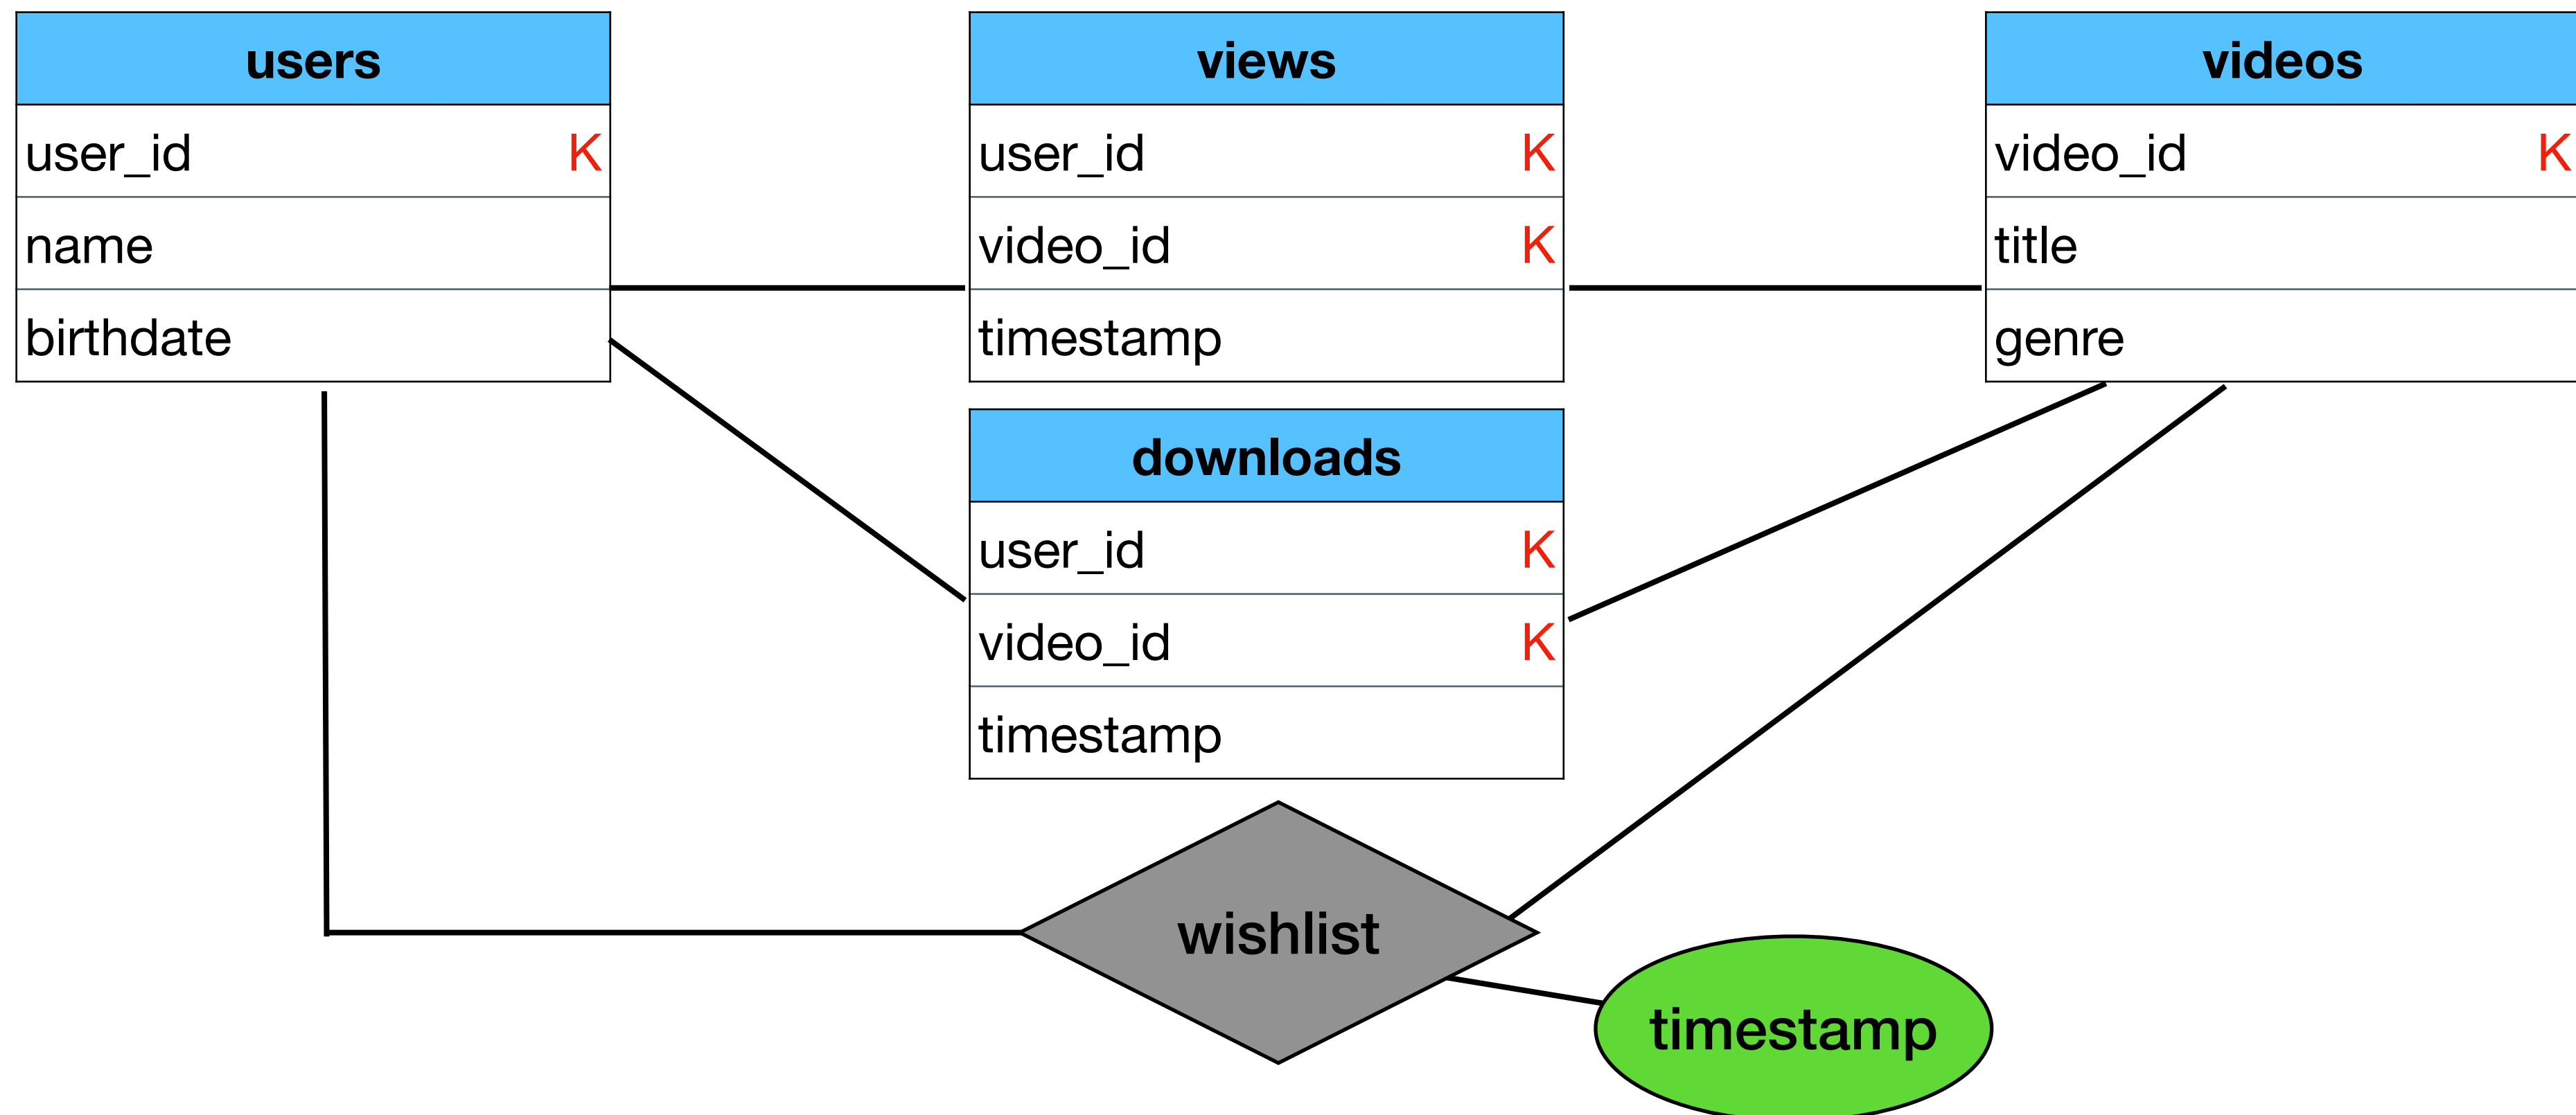 users
user_id K
name
birthdate
views
user_id K
video_id K
timestamp
videos
video_id K
title
genre
downloads
user_id K
video_id K
timestamp
wishlist
timestamp